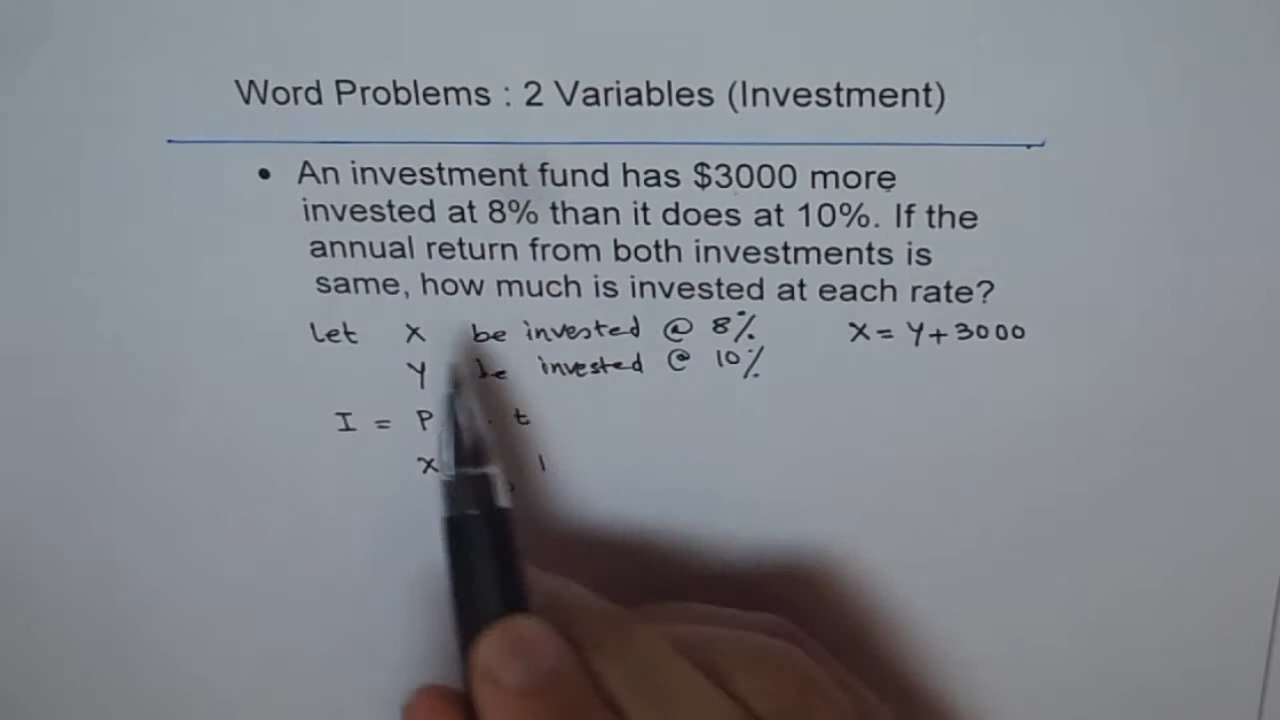 Word Problems : 2 Variables (Investment)
• An investment fund has $3000 more
invested at 8% than it does at 10%. If the
annual return from both investments is
same, how much is invested at each rate?
Let X be invested @ 8% X = Y + 3000
Y be invested @ 10%
I = P . t
X 1